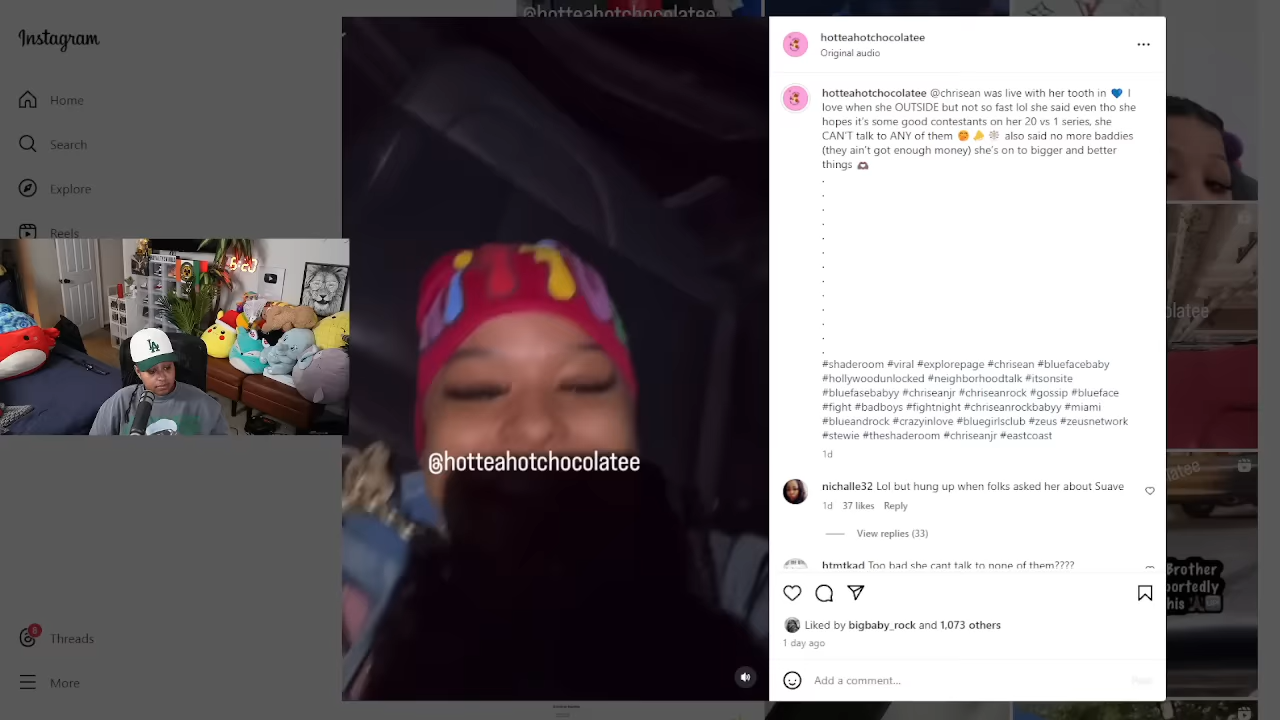 Instagram
Home
Search
Explore
Reels
Threads
8
More
@hotteahotchocolatee
hotteahotchocolatee
Original audio
hotteahotchocolatee @chrisean was live with her tooth in 💙 I
love when she OUTSIDE but not so fast lol she said even tho she
hopes it's some good contestants on her 20 vs 1 series, she
CAN'T talk to ANY of them
also said no more baddies
(they ain't got enough money) she's on to bigger and better
things
.
.
.
.
.
.
.
.
.
.
.
.
.
#shaderoom #viral #explorepage #chrisean #bluefacebaby
#hollywoodunlocked #neighborhoodtalk #itsonsite
#bluefasebabyy #chriseanjr #chriseanrock #gossip #blueface
#fight #badboys #fightnight #chriseanrockbabyy #miami
#blueandrock #crazyinlove #bluegirlsclub #zeus #zeusnetwork
#stewie #theshaderoom #chriseanjr #eastcoast
1d
nichalle32 Lol but hung up when folks asked her about Suave
1d 37 likes Reply
View replies (33)
htmtkad Too bad she cant talk to none of them????
Liked by bigbaby_rock and 1,073 others
1 day ago
Add a comment...
Post
LA
Brother